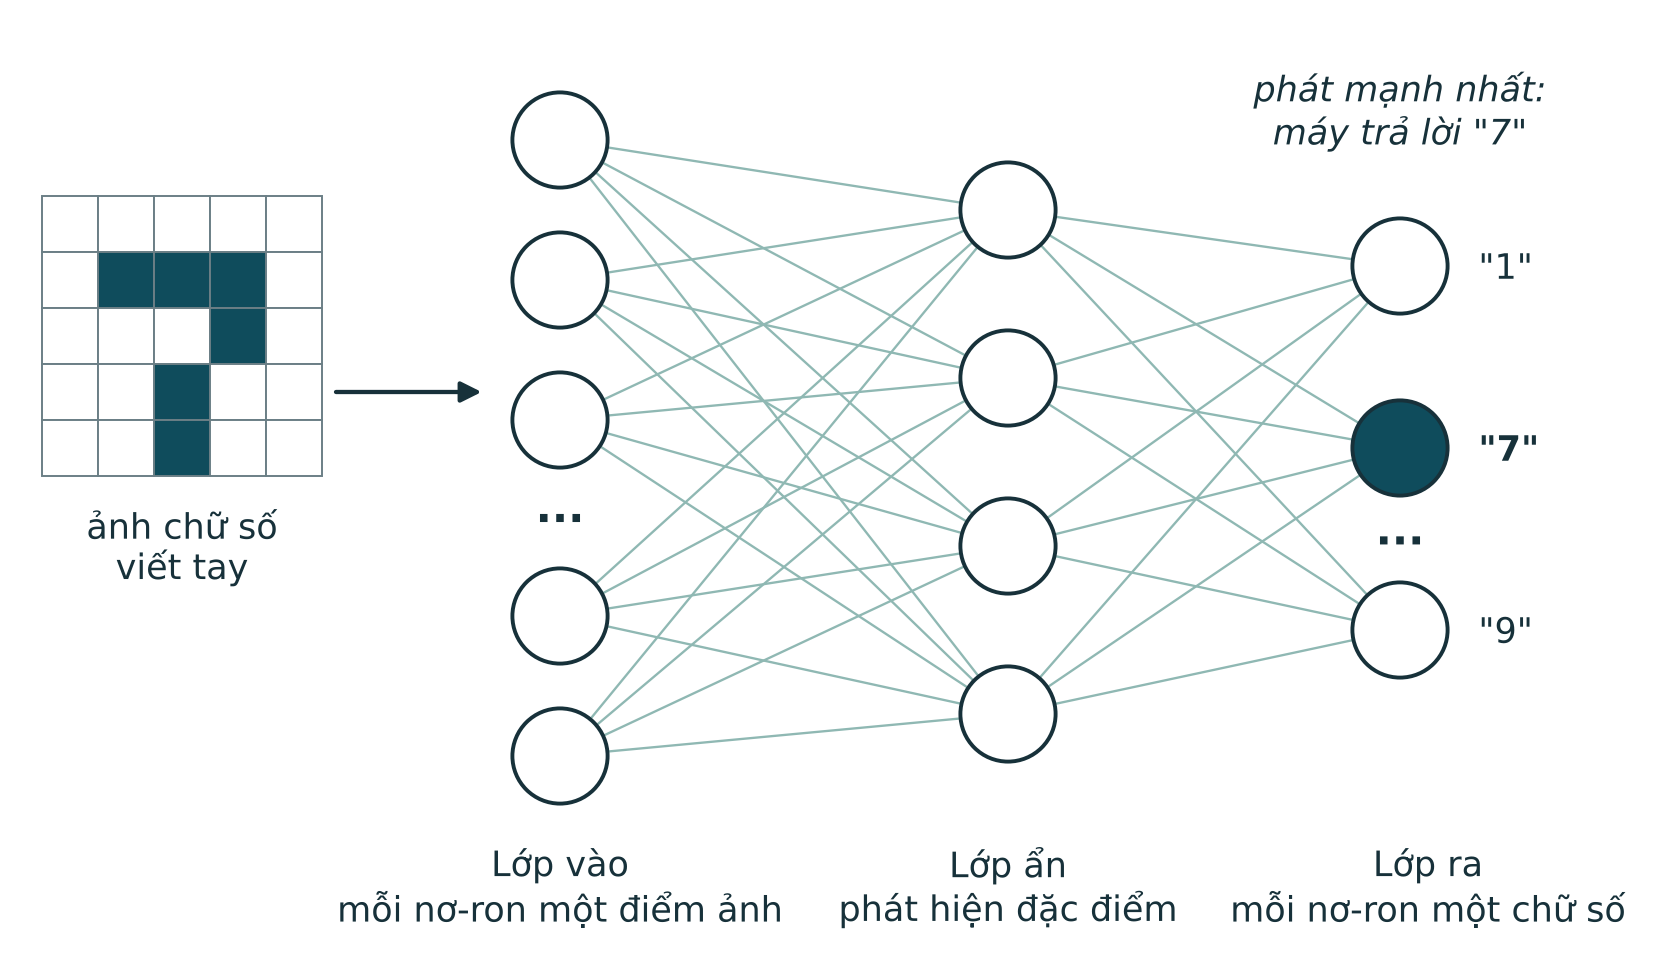 phát mạnh nhất:
máy trả lời "7"
"1"
"7"
...
...
"9"
ảnh chữ số
viết tay
Lớp vào
mỗi nơ-ron một điểm ảnh
Lớp ẩn
phát hiện đặc điểm
Lớp ra
mỗi nơ-ron một chữ số